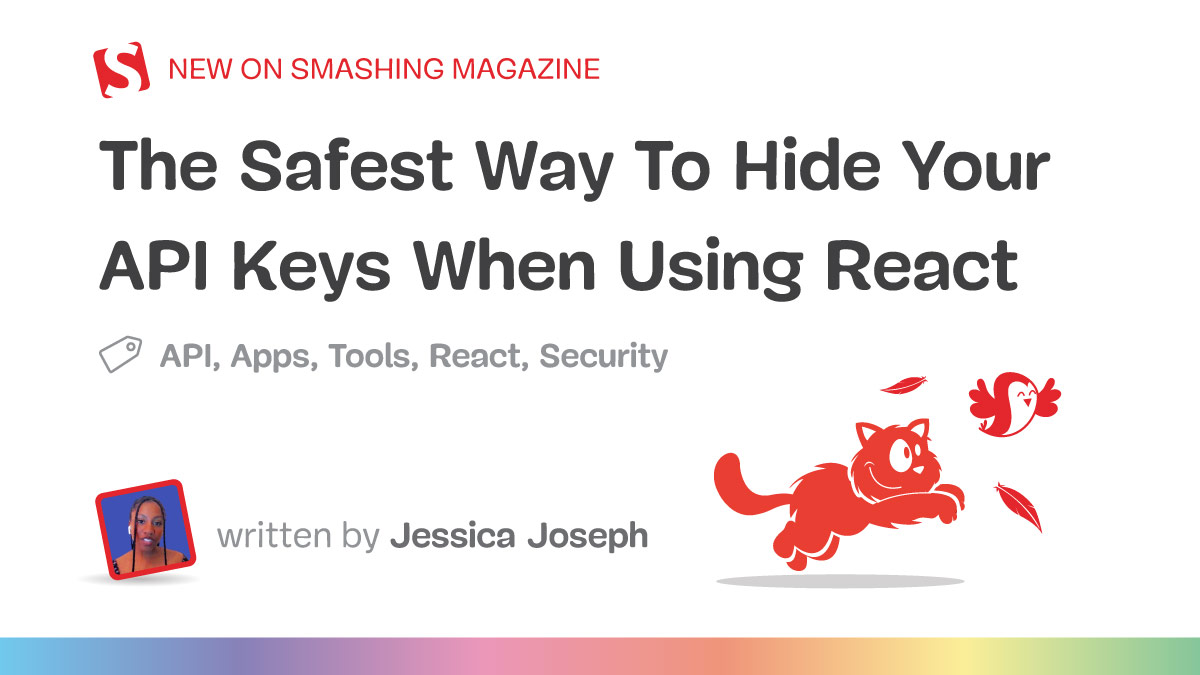 NEW ON SMASHING MAGAZINE
The Safest Way To Hide Your
API Keys When Using React
API, Apps, Tools, React, Security
written by Jessica Joseph